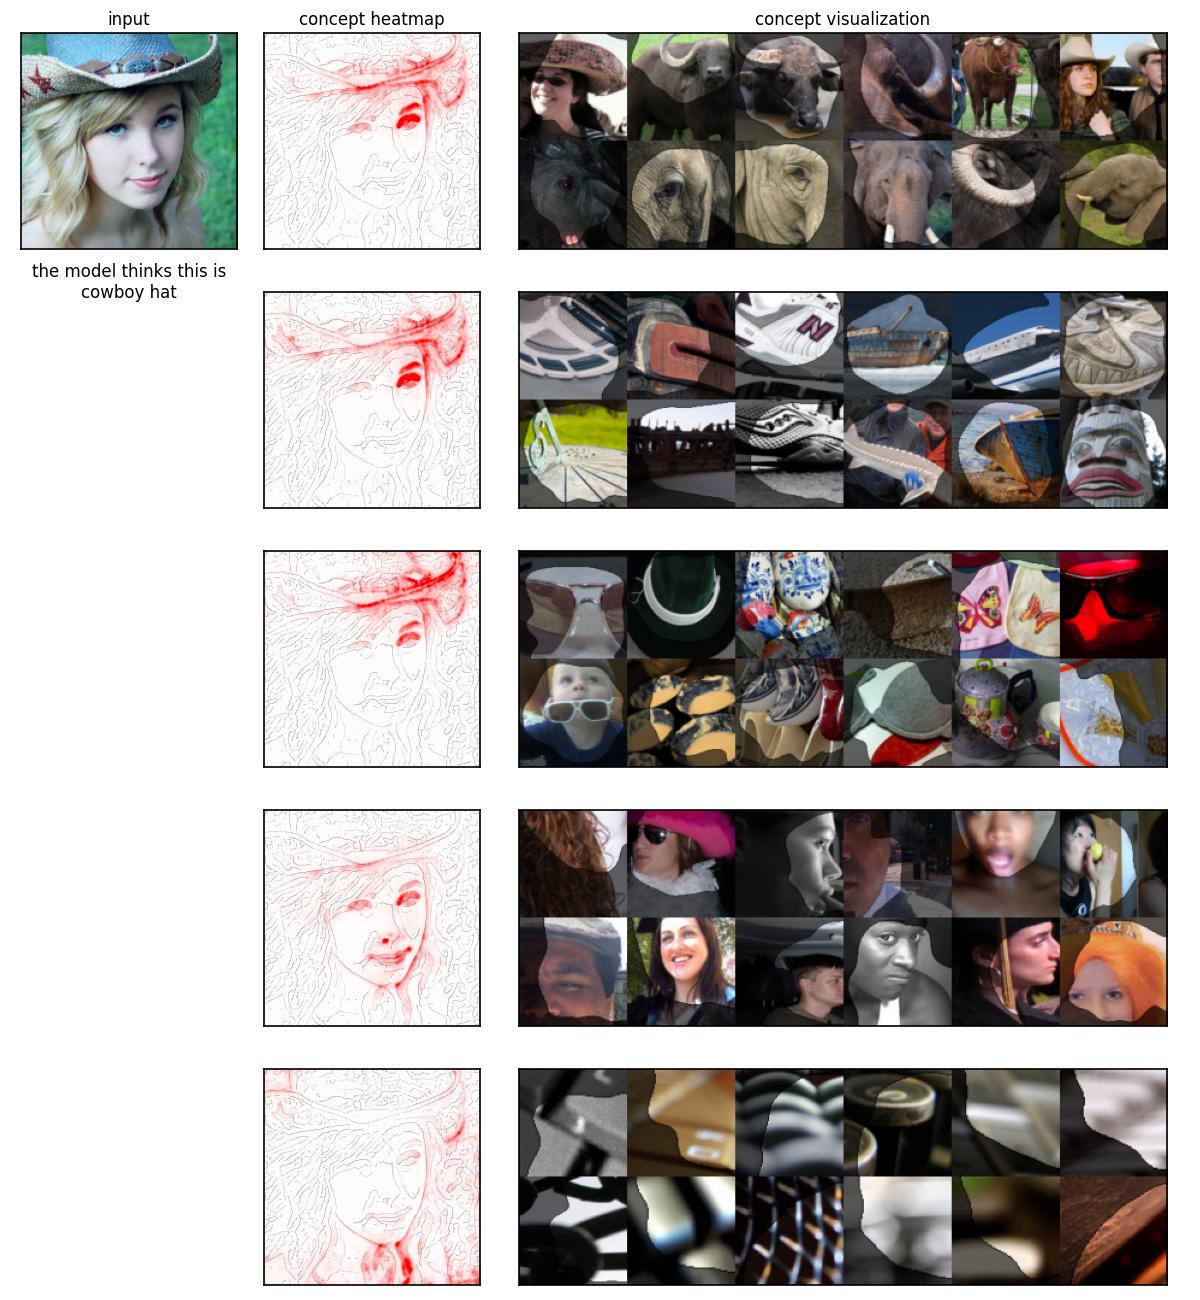 input
concept heatmap
concept visualization
the model thinks this is
cowboy hat
N